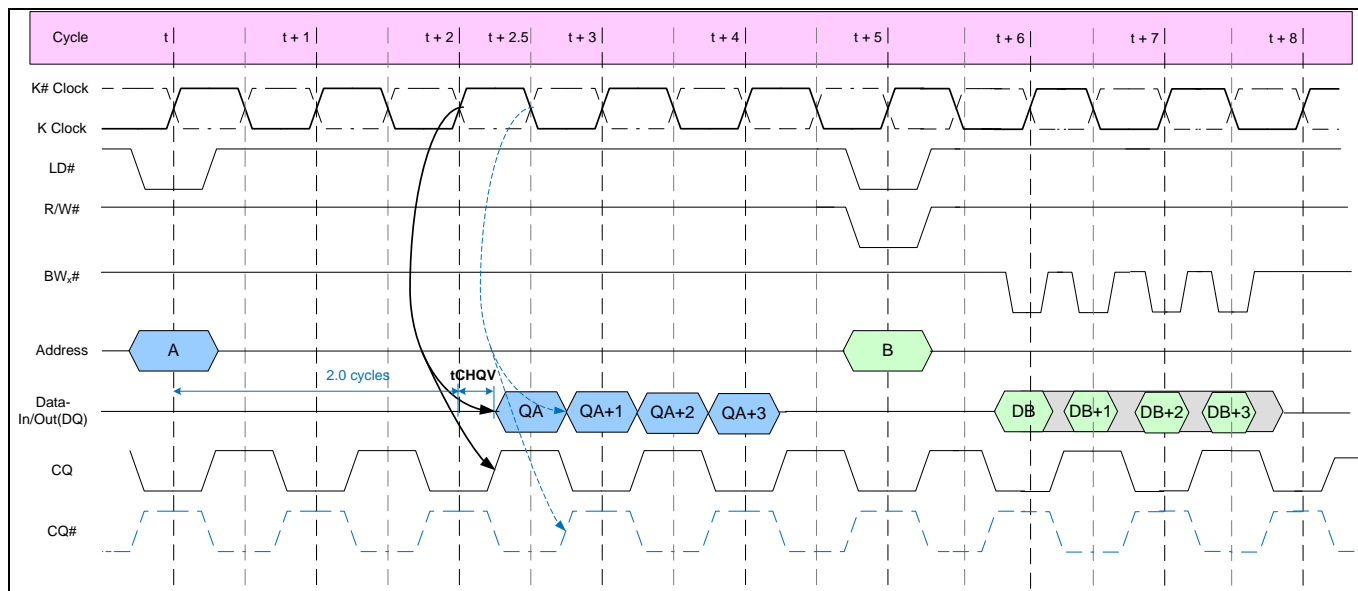 Cycle t t + 1 t + 2 t + 2.5 t + 3 t + 4 t + 5 t + 6 t + 7 t + 8
K# Clock
K Clock
LD#
R/W#
BWx#
Address A B
2.0 cycles tCHQV
Data-
In/Out(DQ) QA QA+1 QA+2 QA+3 DB DB+1 DB+2 DB+3
CQ
CQ#